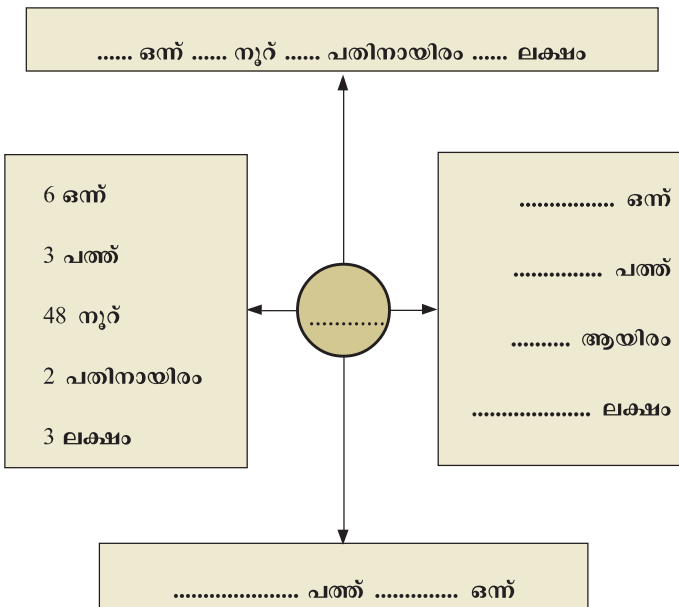 ...... ഒന്ന് ...... നൂറ് ...... പതിനായിരം ...... ലക്ഷം
6 ഒന്ന്
3 പത്ത്
48 നൂറ്
2 പതിനായിരം
3 ലക്ഷം
............
................ ഒന്ന്
............... പത്ത്
.......... ആയിരം
.................... ലക്ഷം
..................... പത്ത് .............. ഒന്ന്